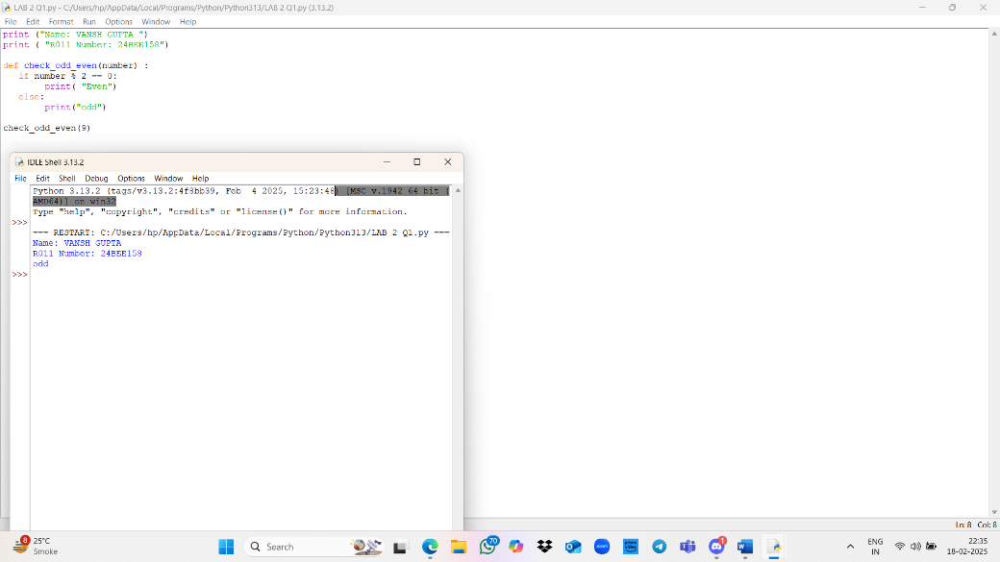 LAB 2 Q1.py - C:/Users/hp/AppData/Local/Programs/Python/Python313/LAB 2 Q1.py (3.13.2)
File Edit Format Run Options Window Help
print ("Name: VANSH GUPTA ")
print ( "R011 Number: 24BEE158")
def check_odd_even(number) :
if number % 2 == 0:
print( "Even")
else:
print("odd")
check_odd_even(9)
IDLE Shell 3.13.2
File Edit Shell Debug Options Window Help
Python 3.13.2 (tags/v3.13.2:4f8bb39, Feb  4 2025, 15:23:48) [MSC v.1942 64 bit (
AMD64)] on win32
Type "help", "copyright", "credits" or "license()" for more information.
>>>
=== RESTART: C:/Users/hp/AppData/Local/Programs/Python/Python313/LAB 2 Q1.py ===
Name: VANSH GUPTA
R011 Number: 24BEE158
odd
>>>
Ln: 8 Col: 8
8
25°C
Smoke
Search
70
zoom
prime video
1
ENG
IN
22:35
18-02-2025